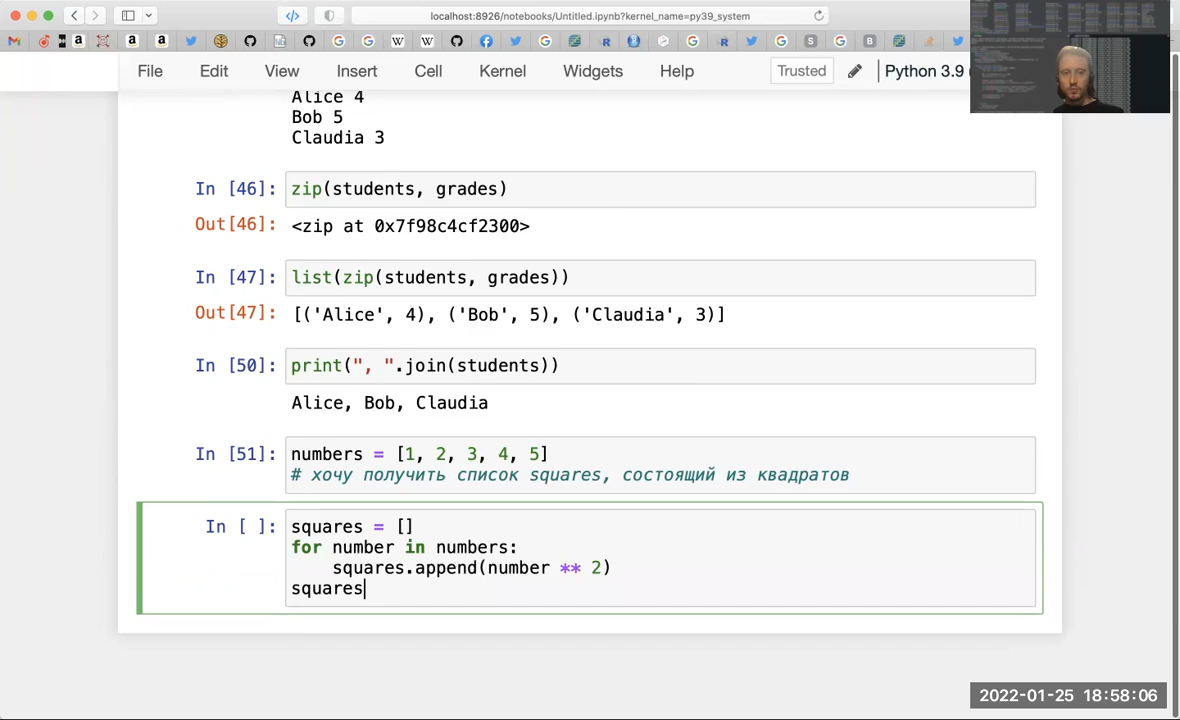 localhost:8926/notebooks/Untitled.ipynb?kernel_name=py39_system
File Edit View Insert Cell Kernel Widgets Help Trusted Python 3.9
Alice 4
Bob 5
Claudia 3
In [46]: zip(students, grades)
Out[46]: <zip at 0x7f98c4cf2300>
In [47]: list(zip(students, grades))
Out[47]: [('Alice', 4), ('Bob', 5), ('Claudia', 3)]
In [50]: print(", ".join(students))
Alice, Bob, Claudia
In [51]: numbers = [1, 2, 3, 4, 5]
# хочу получить список squares, состоящий из квадратов
In [ ]: squares = []
for number in numbers:
    squares.append(number ** 2)
squares
2022-01-25 18:58:06